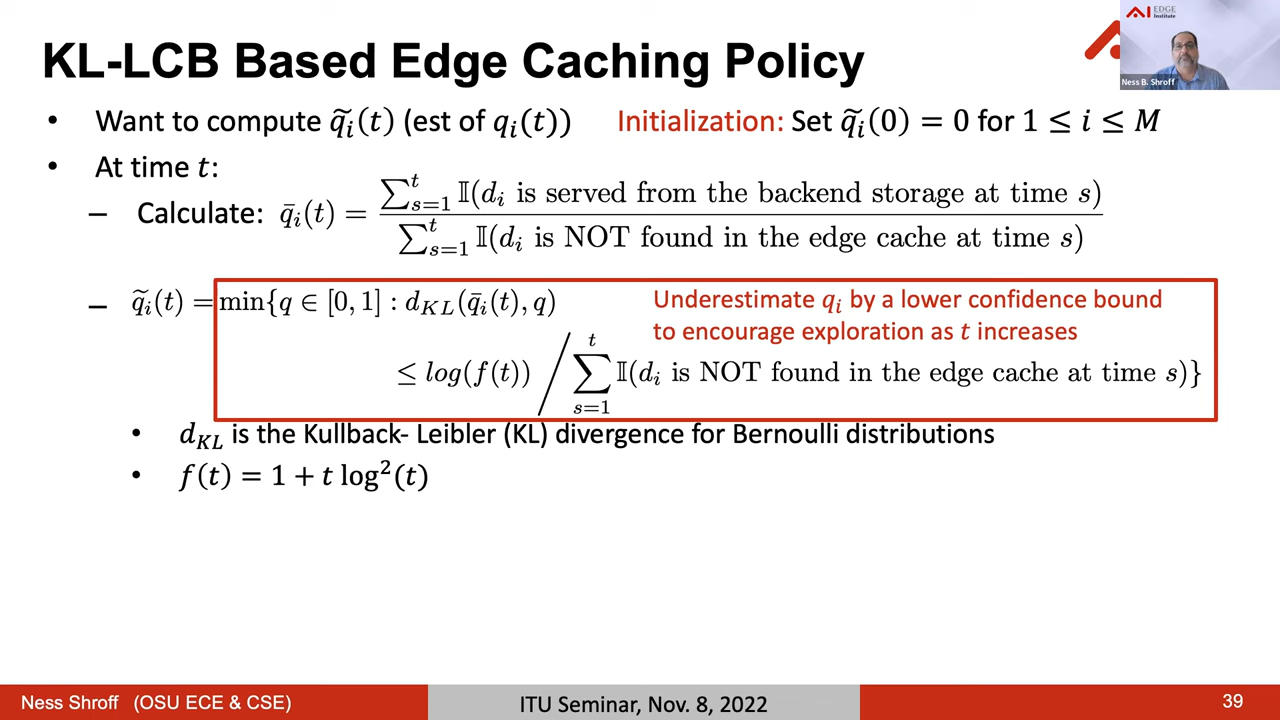 KL-LCB Based Edge Caching Policy
AI EDGE
Institute
Ness B. Shroff
• Want to compute q̃ᵢ(t) (est of qᵢ(t)) Initialization: Set q̃ᵢ(0) = 0 for 1 ≤ i ≤ M
• At time t:
– Calculate: q̄ᵢ(t) = ∑ₛ₌₁ᵗ 𝕀(dᵢ is served from the backend storage at time s)
∑ₛ₌₁ᵗ 𝕀(dᵢ is NOT found in the edge cache at time s)
– q̃ᵢ(t) = min{q ∈ [0, 1] : d_KL(q̄ᵢ(t), q) Underestimate qᵢ by a lower confidence bound
to encourage exploration as t increases
≤ log(f(t)) / ∑ₛ₌₁ᵗ 𝕀(dᵢ is NOT found in the edge cache at time s)}
• d_KL is the Kullback- Leibler (KL) divergence for Bernoulli distributions
• f(t) = 1 + t log²(t)
Ness Shroff (OSU ECE & CSE) ITU Seminar, Nov. 8, 2022 39